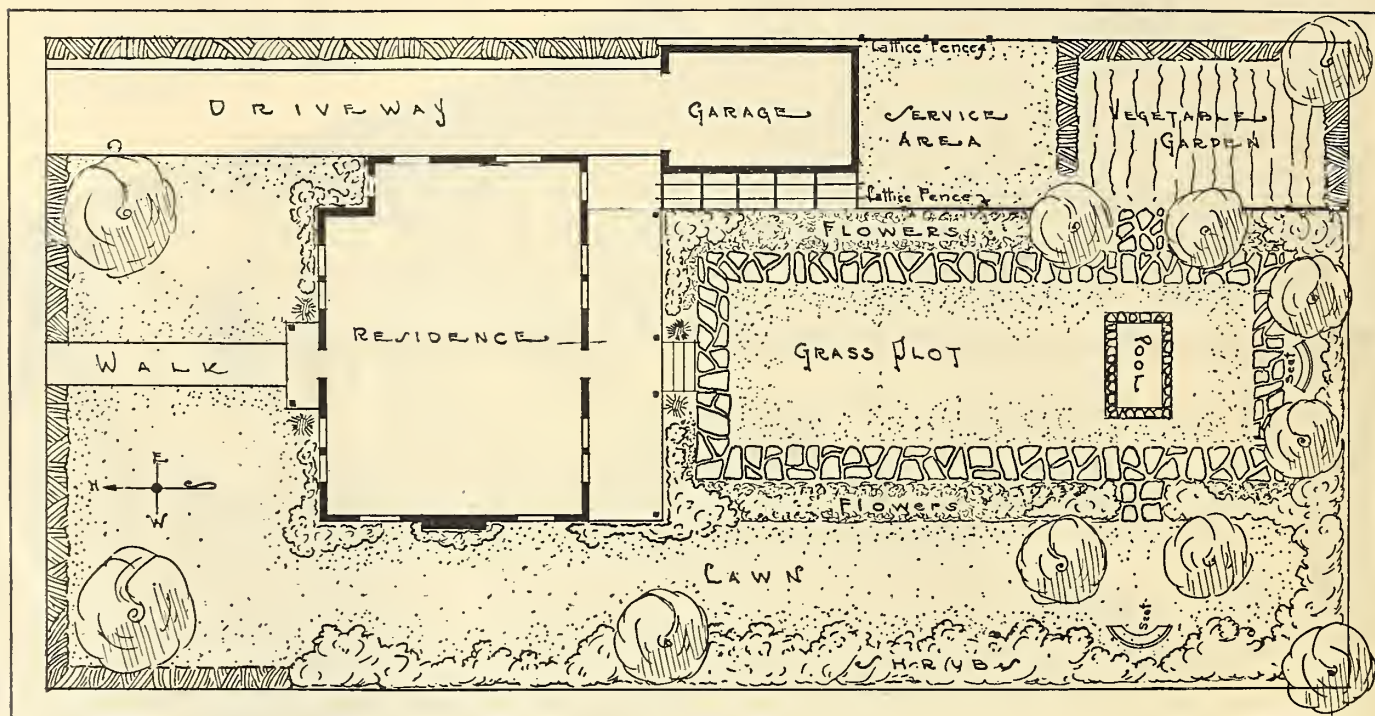 Lattice Fence
DRIVEWAY
GARAGE
SERVICE
AREA
VEGETABLE
GARDEN
Lattice Fence
FLOWERS
RESIDENCE
GRASS PLOT
POOL
Seat
WALK
E
N
S
W
Flowers
LAWN
Seat
SHRUBS